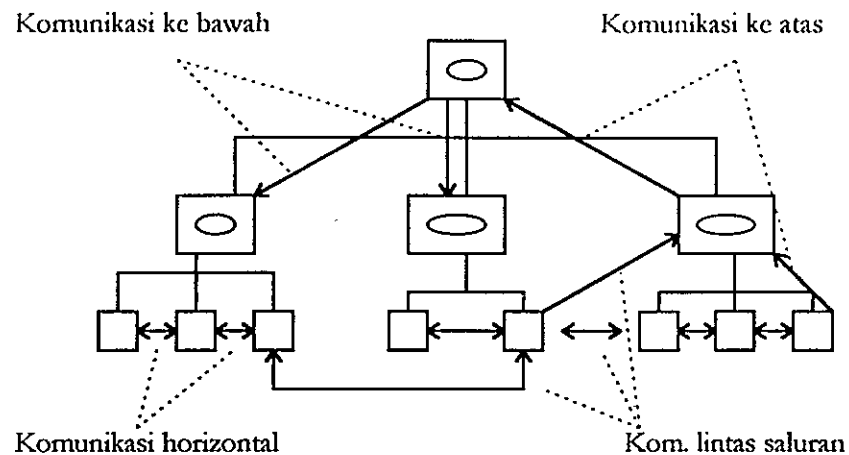 Komunikasi ke bawah
Komunikasi ke atas
Komunikasi horizontal
Kom. lintas saluran